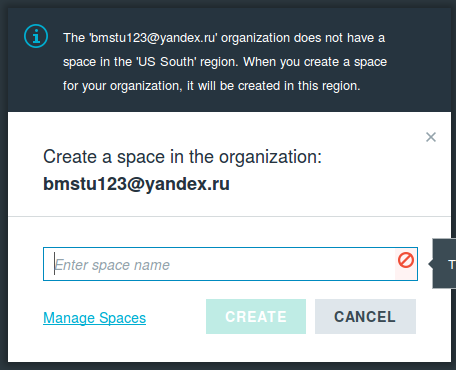 The 'bmstu123@yandex.ru' organization does not have a
space in the 'US South' region. When you create a space
for your organization, it will be created in this region.
Create a space in the organization:
bmstu123@yandex.ru
Enter space name
T
Manage Spaces
CREATE
CANCEL